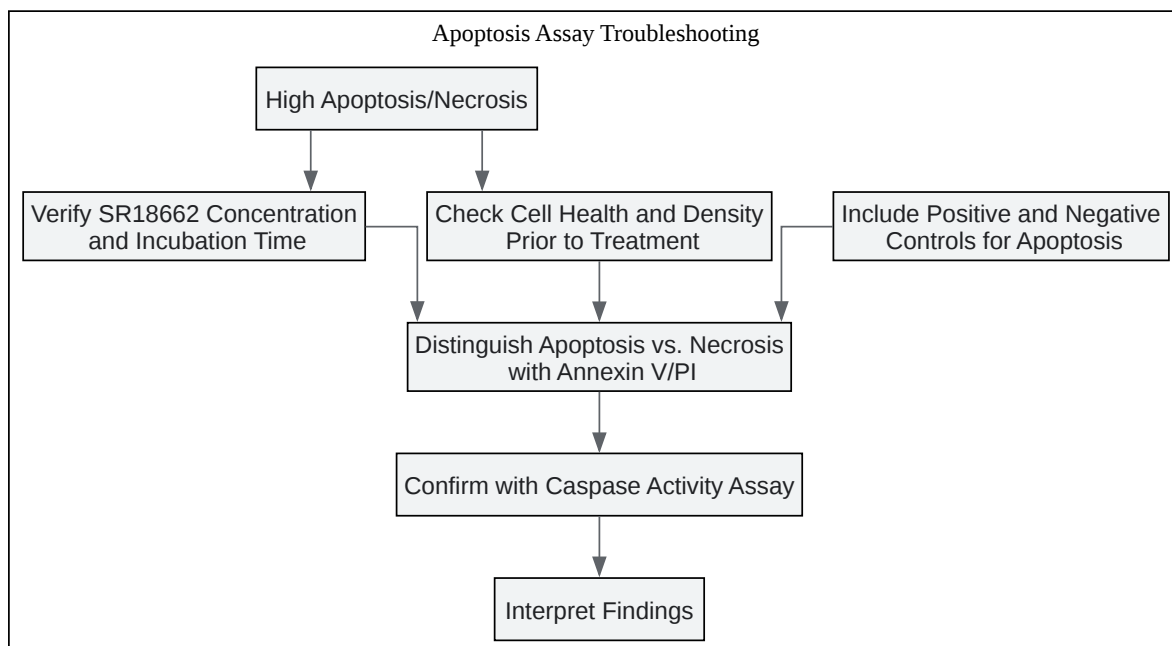 Apoptosis Assay Troubleshooting
High Apoptosis/Necrosis
Verify SR18662 Concentration
and Incubation Time
Check Cell Health and Density
Prior to Treatment
Include Positive and Negative
Controls for Apoptosis
Distinguish Apoptosis vs. Necrosis
with Annexin V/PI
Confirm with Caspase Activity Assay
Interpret Findings